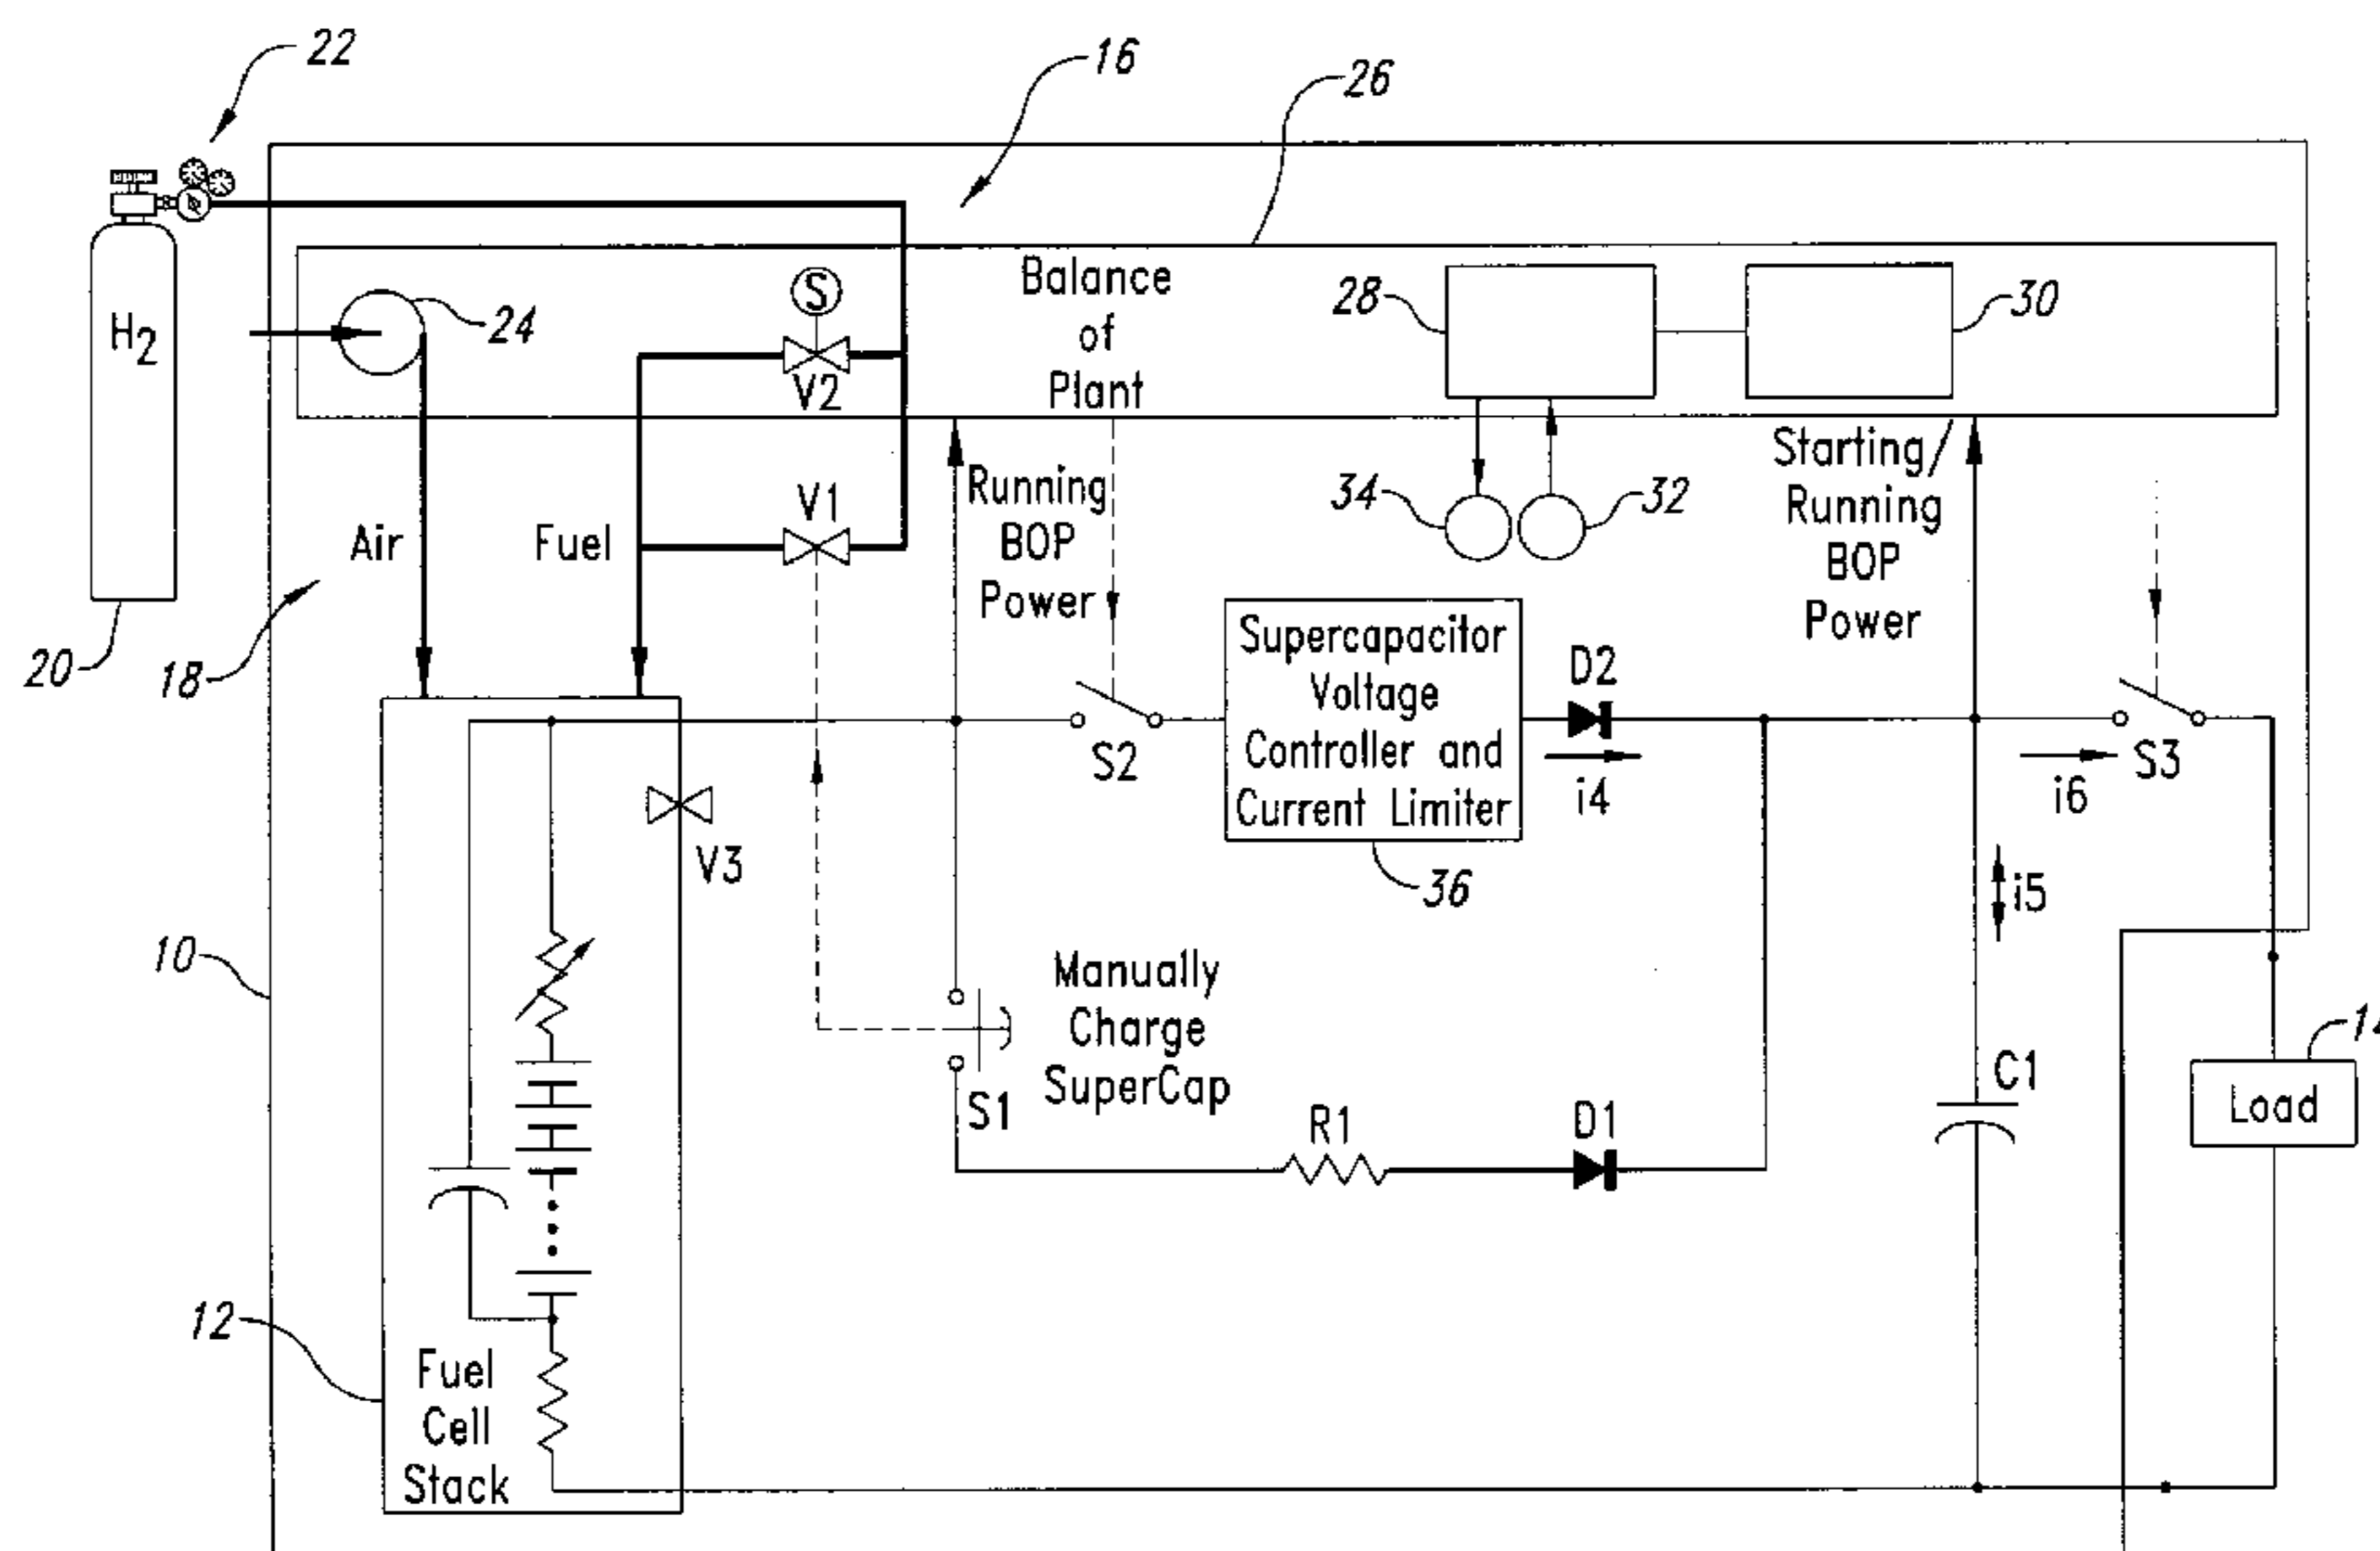 22
16
26
H2
24
S
V2
Balance
of
Plant
28
30
Air
Fuel
V1
Running
BOP
Power
34
32
Starting/
Running
BOP
Power
20
18
Supercapacitor
Voltage
Controller and
Current Limiter
36
D2
i4
S2
i6
S3
V3
i5
10
Manually
Charge
SuperCap
S1
R1
D1
C1
Load
12
Fuel
Cell
Stack